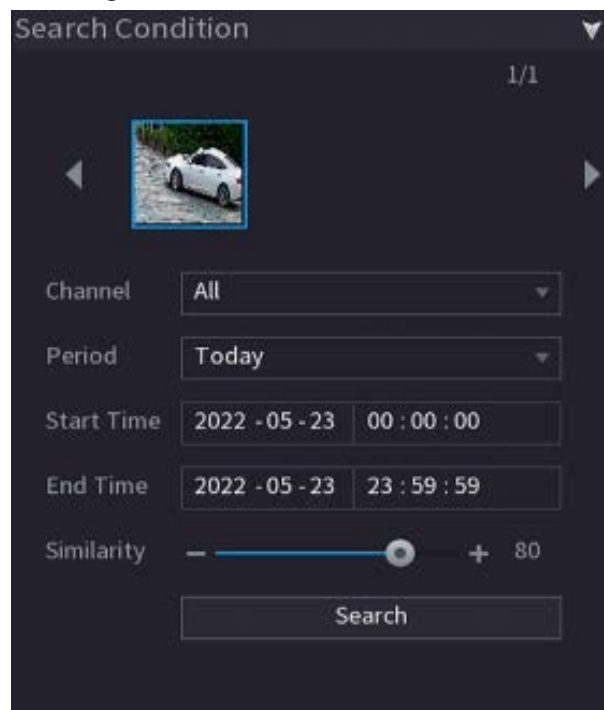 Search Condition
1/1
Channel All
Period Today
Start Time 2022 -05 -23 00 : 00 : 00
End Time 2022 -05 -23 23 : 59 : 59
Similarity 80
Search